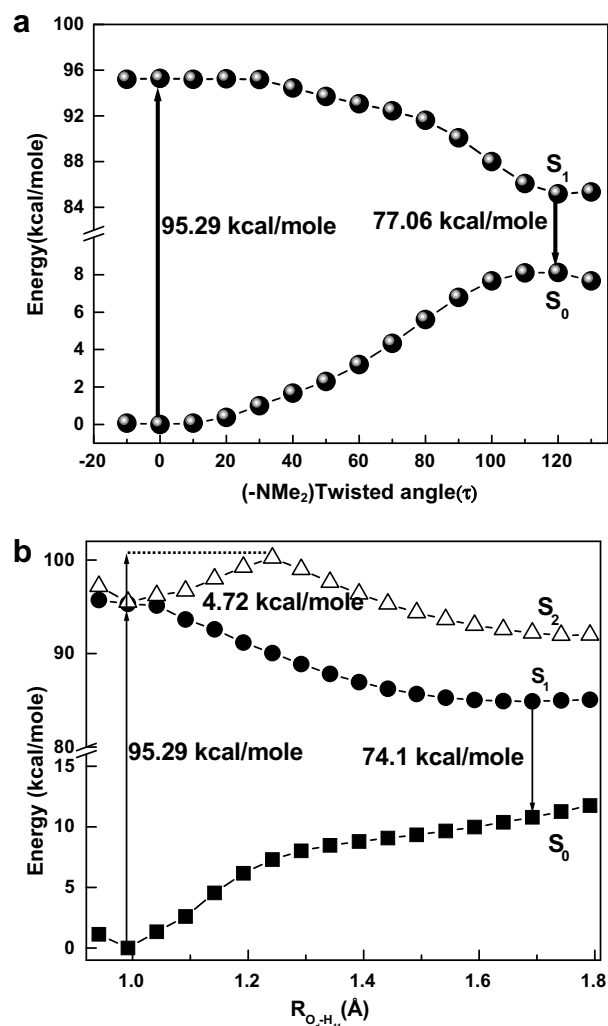 a
100
96
92
88
84
8
6
4
2
0
Energy(kcal/mole)
95.29 kcal/mole
77.06 kcal/mole
S1
S0
-20 0 20 40 60 80 100 120
(-NMe2)Twisted angle(τ)
b
100
90
80
15
10
5
0
Energy (kcal/mole)
4.72 kcal/mole
S2
S1
95.29 kcal/mole
74.1 kcal/mole
S0
1.0 1.2 1.4 1.6 1.8